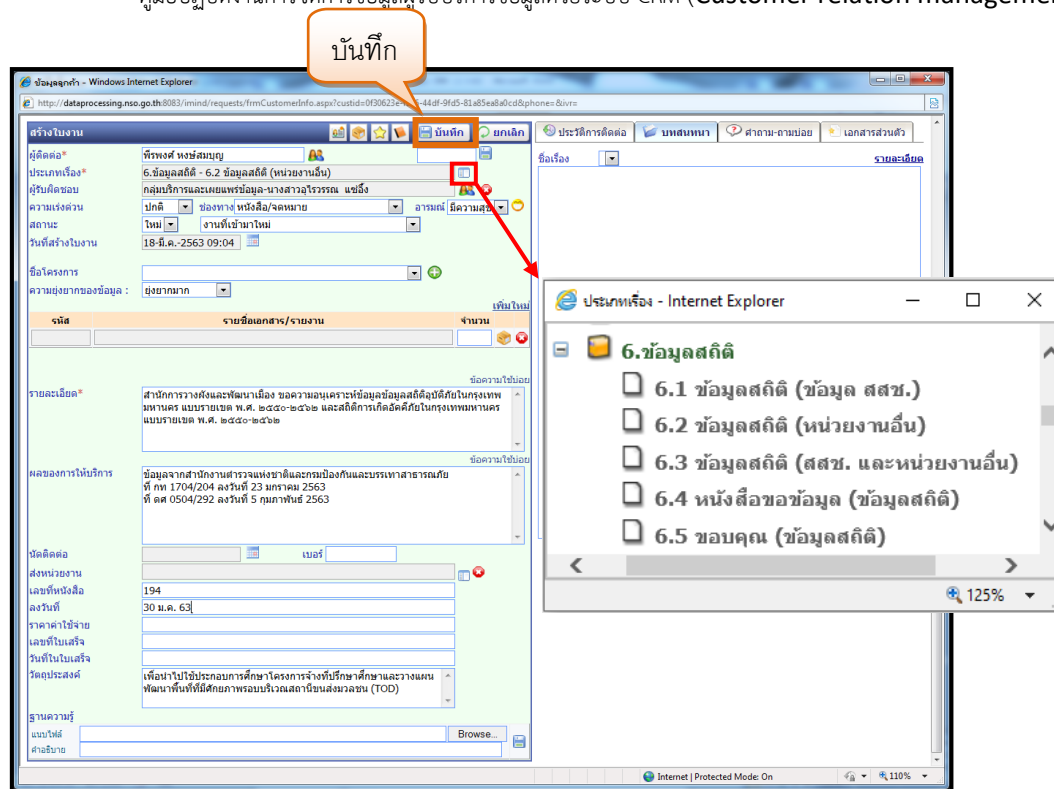 คู่มือปฏิบัติงานการจัดการข้อมูลผู้รับบริการข้อมูลด้วยระบบ CRM (Customer relation manageme
บันทึก
ข้อมูลลูกค้า - Windows Internet Explorer
สร้างใบงาน
บันทึก
ยกเลิก
ประวัติการติดต่อ
บทสนทนา
คำถาม-ถามบ่อย
เอกสารส่วนตัว
ผู้ติดต่อ*
พีรพงศ์ หงษ์สมบุญ
ชื่อเรื่อง
รายละเอียด
ประเภทเรื่อง*
6.ข้อมูลสถิติ - 6.2 ข้อมูลสถิติ (หน่วยงานอื่น)
ผู้รับผิดชอบ
กลุ่มบริการและเผยแพร่ข้อมูล-นางสาวอุไรวรรณ แซ่อึ้ง
ความเร่งด่วน
ปกติ
ช่องทาง
หนังสือ/จดหมาย
อารมณ์
มีความสุข
สถานะ
ใหม่
งานที่เข้ามาใหม่
วันที่สร้างใบงาน
18-มี.ค.-2563 09:04
ชื่อโครงการ
ความยุ่งยากของข้อมูล :
ยุ่งยากมาก
เพิ่มใหม่
รหัส
รายชื่อเอกสาร/รายงาน
จำนวน
ข้อความใช้บ่อย
รายละเอียด*
สำนักการวางผังและพัฒนาเมือง ขอความอนุเคราะห์ข้อมูลข้อมูลสถิติอุบัติภัยในกรุงเทพ
มหานคร แบบรายเขต พ.ศ. ๒๕๕๐-๒๕๖๒ และสถิติการเกิดอัคคีภัยในกรุงเทพมหานคร
แบบรายเขต พ.ศ. ๒๕๕๐-๒๕๖๒
ข้อความใช้บ่อย
ผลของการให้บริการ
ข้อมูลจากสำนักงานตำรวจแห่งชาติและกรมป้องกันและบรรเทาสาธารณภัย
ที่ กท 1704/204 ลงวันที่ 23 มกราคม 2563
ที่ ดศ 0504/292 ลงวันที่ 5 กุมภาพันธ์ 2563
นัดติดต่อ
เบอร์
ส่งหน่วยงาน
เลขที่หนังสือ
194
ลงวันที่
30 ม.ค. 63
ราคาค่าใช้จ่าย
เลขที่ใบเสร็จ
วันที่ในใบเสร็จ
วัตถุประสงค์
เพื่อนำไปใช้ประกอบการศึกษาโครงการจ้างที่ปรึกษาศึกษาและวางแผน
พัฒนาพื้นที่ที่มีศักยภาพรอบบริเวณสถานีขนส่งมวลชน (TOD)
ฐานความรู้
แนบไฟล์
Browse...
คำอธิบาย
Internet | Protected Mode: On
110%
ประเภทเรื่อง - Internet Explorer
6.ข้อมูลสถิติ
6.1 ข้อมูลสถิติ (ข้อมูล สสช.)
6.2 ข้อมูลสถิติ (หน่วยงานอื่น)
6.3 ข้อมูลสถิติ (สสช. และหน่วยงานอื่น)
6.4 หนังสือขอข้อมูล (ข้อมูลสถิติ)
6.5 ขอบคุณ (ข้อมูลสถิติ)
125%